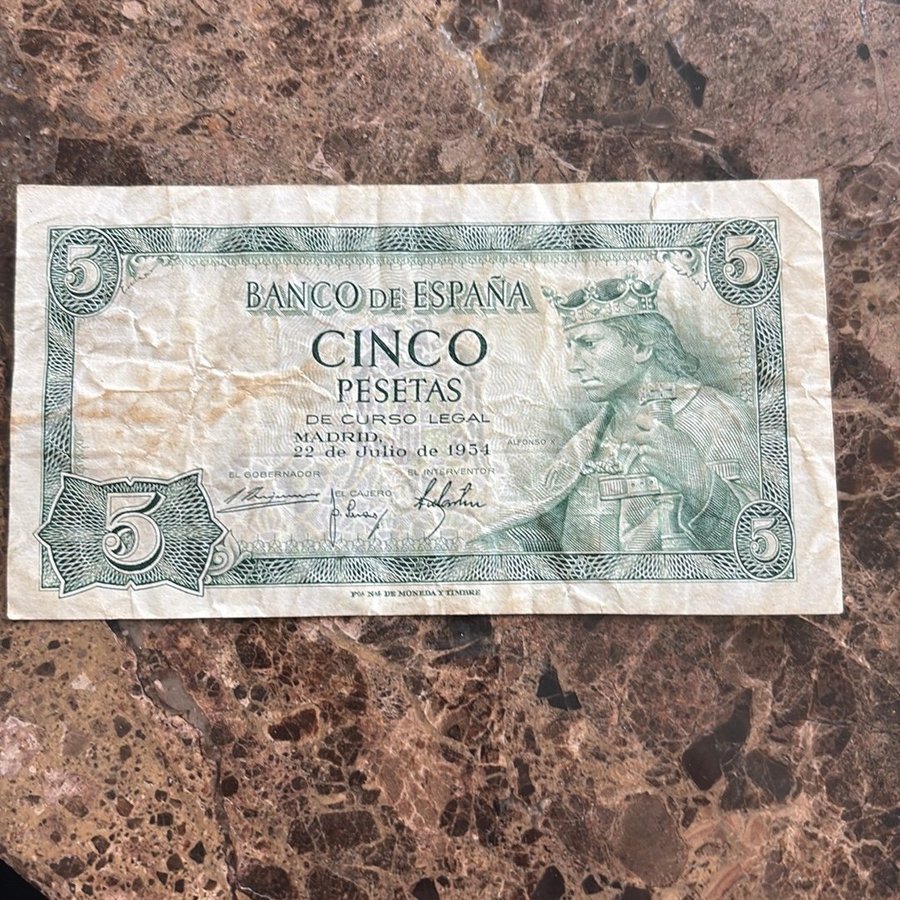 5
5
BANCO DE ESPAÑA
CINCO
PESETAS
DE CURSO LEGAL
MADRID,
22 de Julio de 1954
ALFONSO X
EL GOBERNADOR
EL INTERVENTOR
EL CAJERO
5
5
Fca Nal DE MONEDA Y TIMBRE